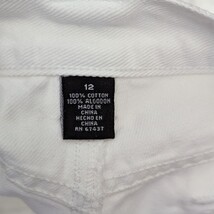 12
100% COTTON
100% ALGODON
MADE IN
CHINA
HECHO EN
CHINA
RN 67437